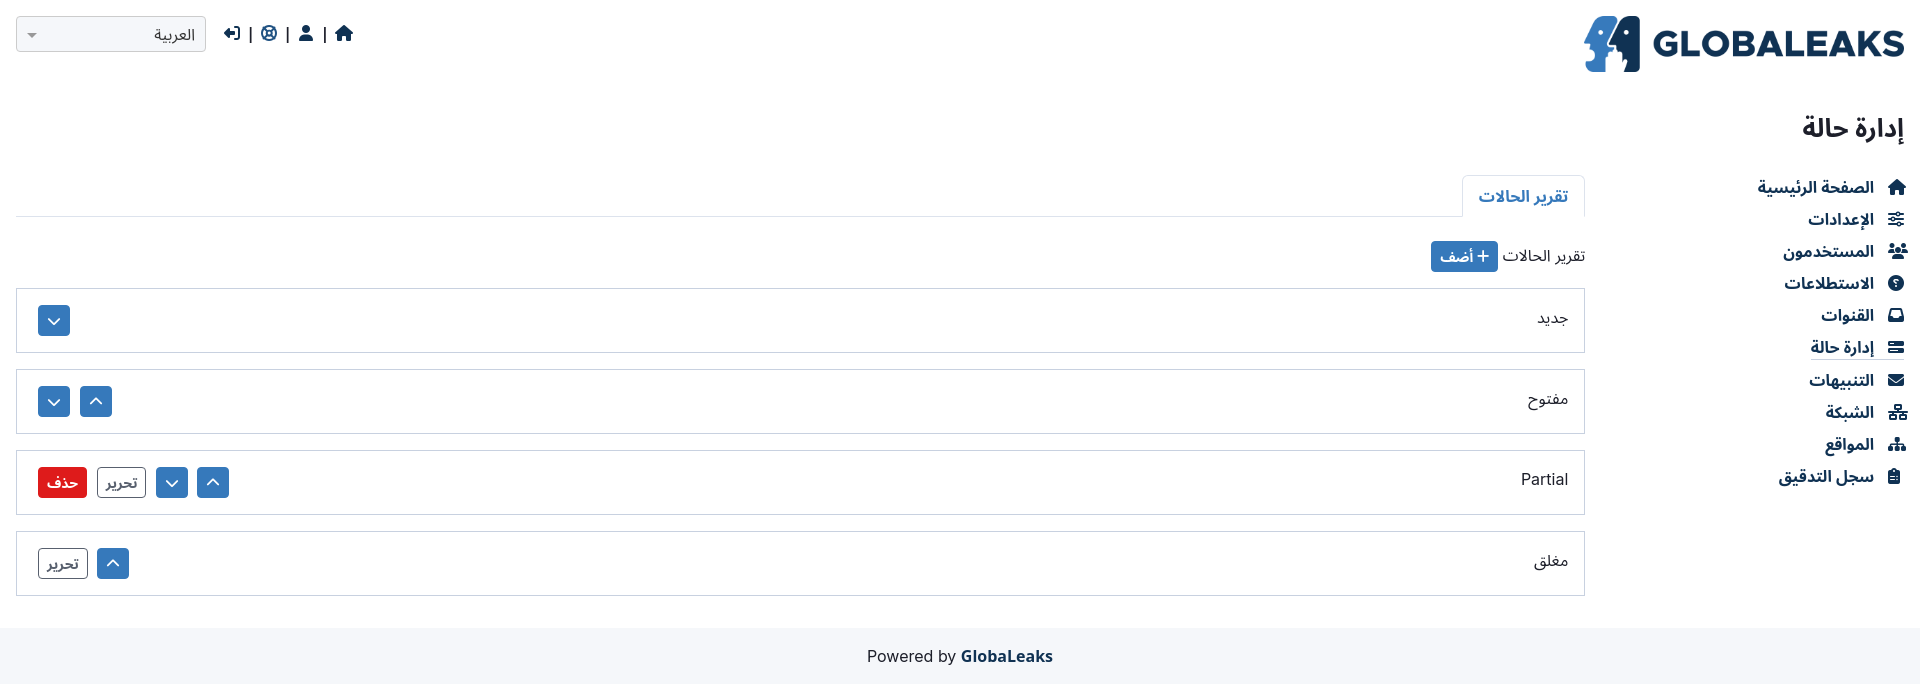 GLOBALEAKS
العربية
إدارة حالة
الصفحة الرئيسية
الإعدادات
المستخدمون
الاستطلاعات
القنوات
إدارة حالة
التنبيهات
الشبكة
المواقع
سجل التدقيق
تقرير الحالات
تقرير الحالات أضف
جديد
مفتوح
Partial تحرير حذف
مغلق تحرير
Powered by GlobaLeaks